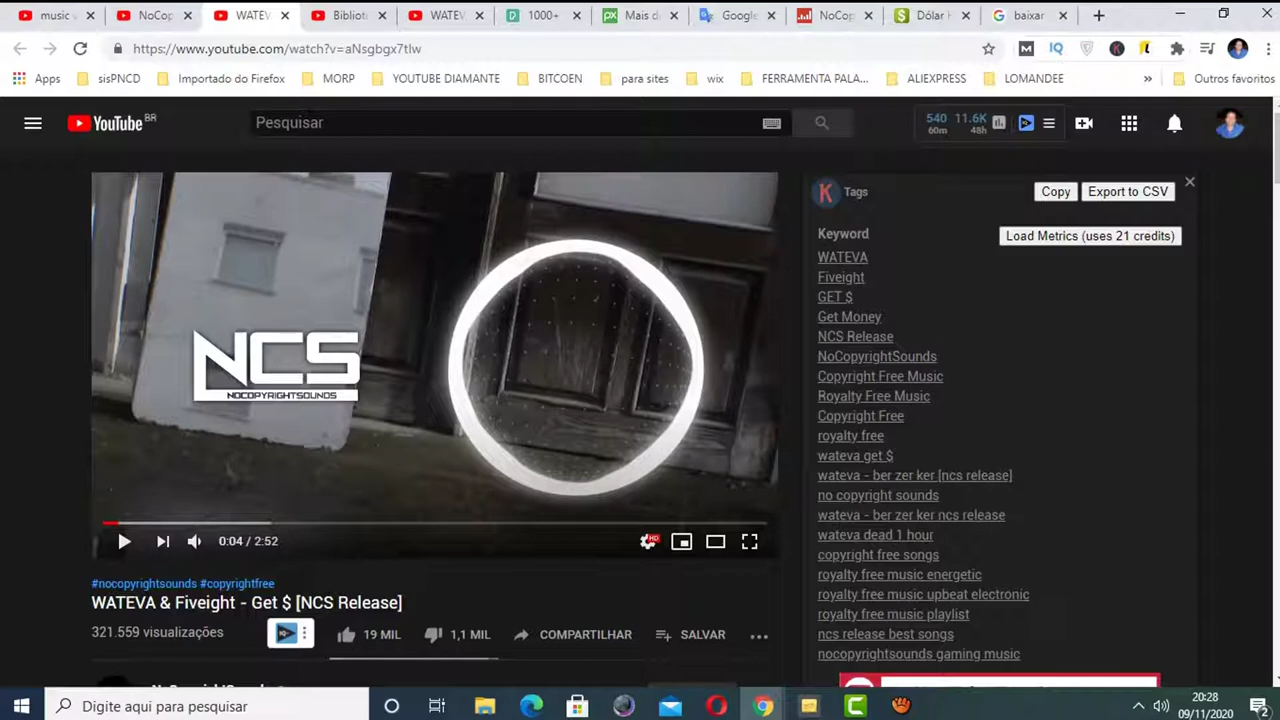 music
NoCop
WATEV
Bibliot
WATEV
1000+
Mais d
Google
NoCop
Dólar H
baixar
https://www.youtube.com/watch?v=aNsgbgx7tIw
Apps
sisPNCD
Importado do Firefox
MORP
YOUTUBE DIAMANTE
BITCOEN
para sites
wix
FERRAMENTA PALA...
ALIEXPRESS
LOMANDEE
»
Outros favoritos
YouTube BR
Pesquisar
540 11.6K
60m 48h
K Tags
Copy
Export to CSV
Keyword
Load Metrics (uses 21 credits)
WATEVA
Fiveight
GET $
Get Money
NCS Release
NoCopyrightSounds
Copyright Free Music
Royalty Free Music
Copyright Free
royalty free
wateva get $
wateva - ber zer ker [ncs release]
no copyright sounds
wateva - ber zer ker ncs release
wateva dead 1 hour
copyright free songs
royalty free music energetic
royalty free music upbeat electronic
royalty free music playlist
ncs release best songs
nocopyrightsounds gaming music
NCS
NOCOPYRIGHTSOUNDS
0:04 / 2:52
HD
#nocopyrightsounds #copyrightfree
WATEVA & Fiveight - Get $ [NCS Release]
321.559 visualizações
19 MIL
1,1 MIL
COMPARTILHAR
SALVAR
Digite aqui para pesquisar
20:28
09/11/2020
2